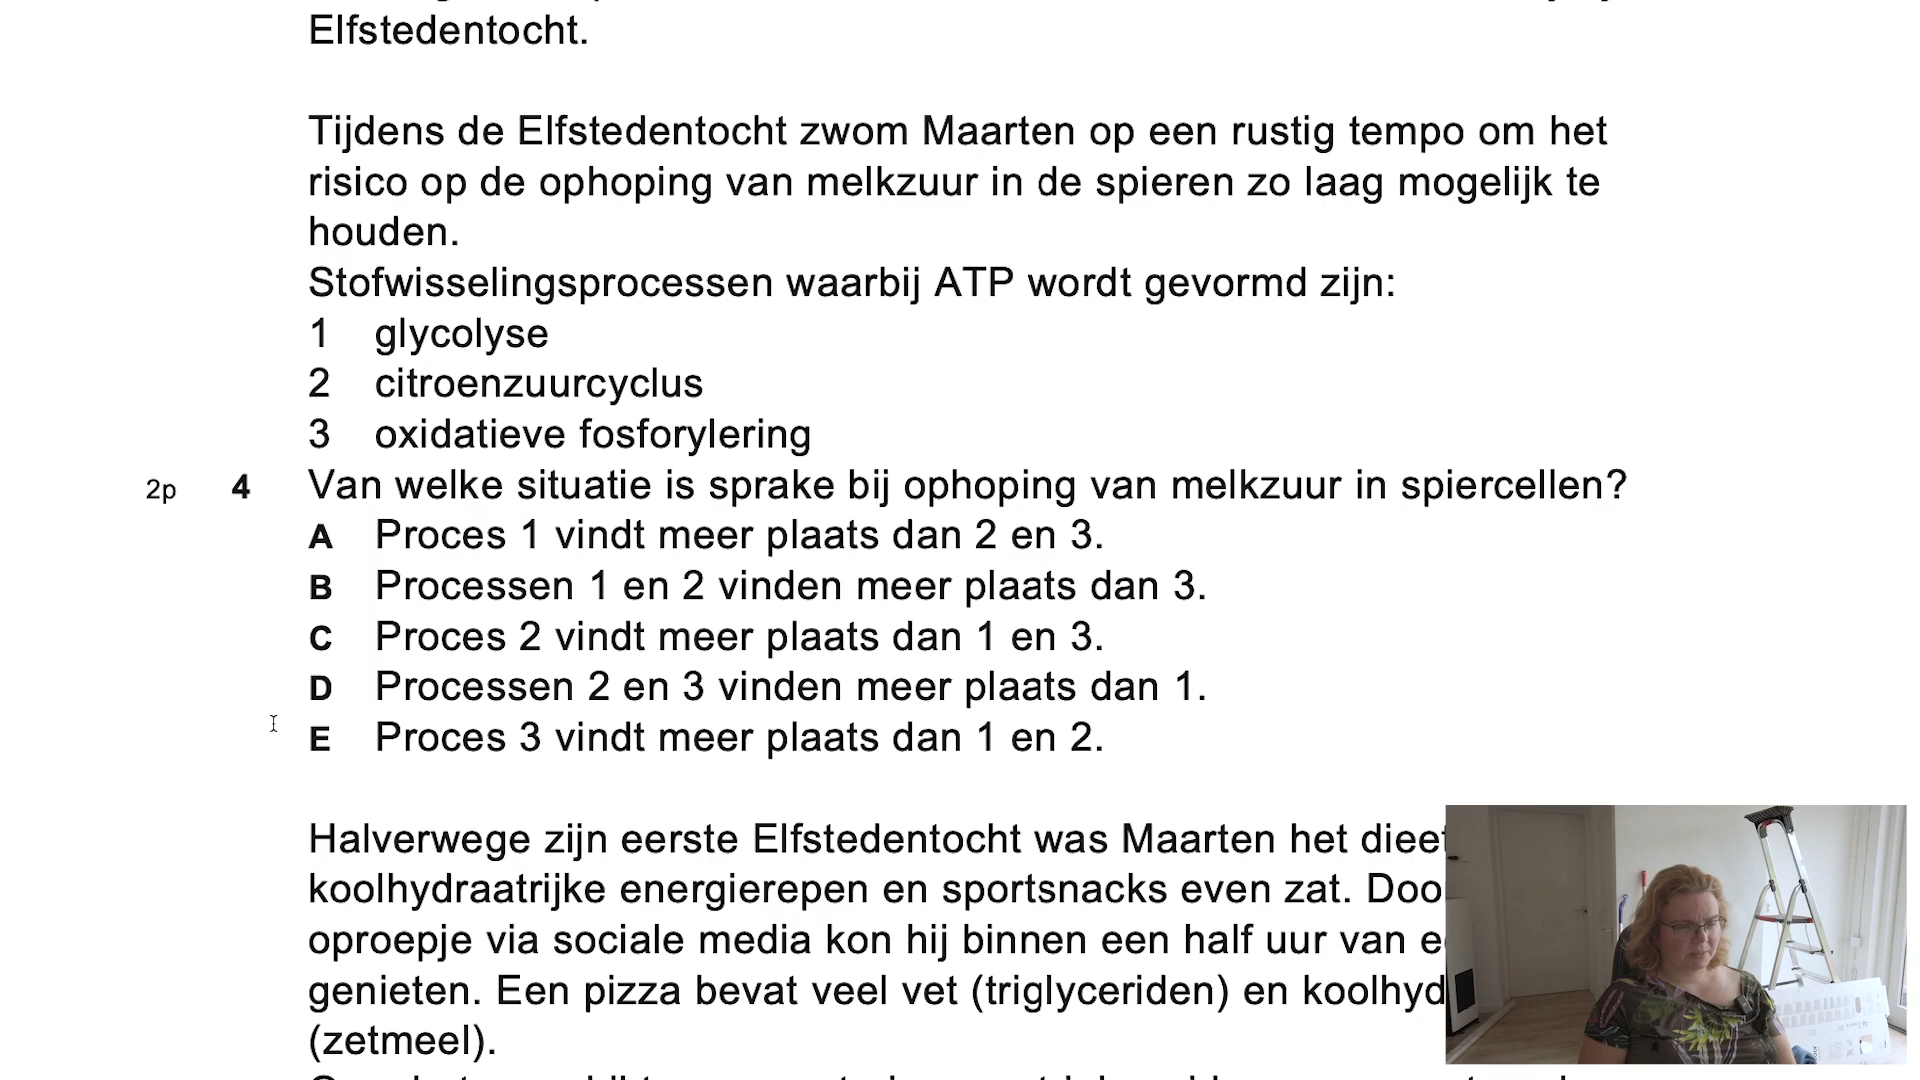 Elfstedentocht.
Tijdens de Elfstedentocht zwom Maarten op een rustig tempo om het
risico op de ophoping van melkzuur in de spieren zo laag mogelijk te
houden.
Stofwisselingsprocessen waarbij ATP wordt gevormd zijn:
1 glycolyse
2 citroenzuurcyclus
3 oxidatieve fosforylering
2p 4 Van welke situatie is sprake bij ophoping van melkzuur in spiercellen?
A Proces 1 vindt meer plaats dan 2 en 3.
B Processen 1 en 2 vinden meer plaats dan 3.
C Proces 2 vindt meer plaats dan 1 en 3.
D Processen 2 en 3 vinden meer plaats dan 1.
E Proces 3 vindt meer plaats dan 1 en 2.
Halverwege zijn eerste Elfstedentocht was Maarten het dieet
koolhydraatrijke energierepen en sportsnacks even zat. Doo
oproepje via sociale media kon hij binnen een half uur van e
genieten. Een pizza bevat veel vet (triglyceriden) en koolhyd
(zetmeel).